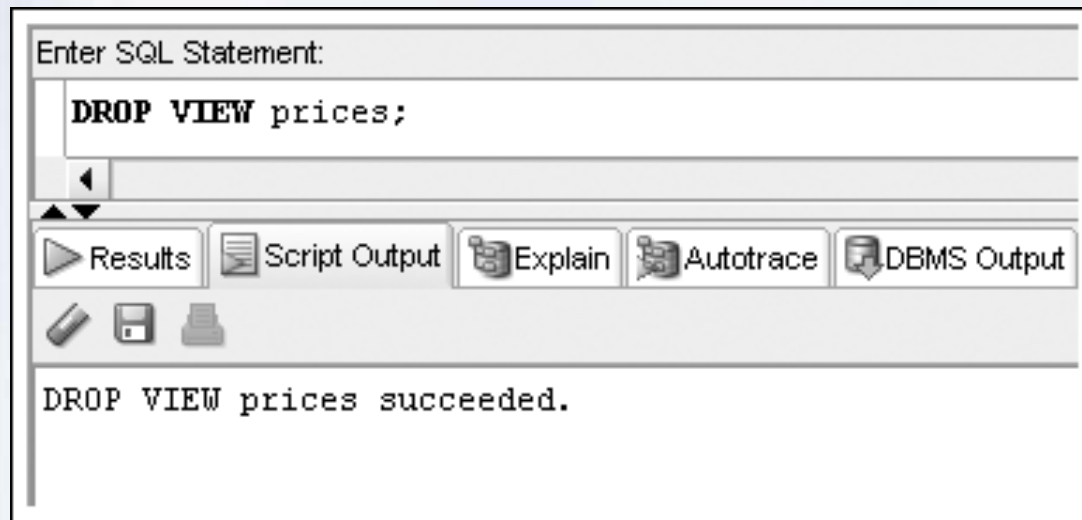 Enter SQL Statement:
DROP VIEW prices;
Results Script Output Explain Autotrace DBMS Output
DROP VIEW prices succeeded.